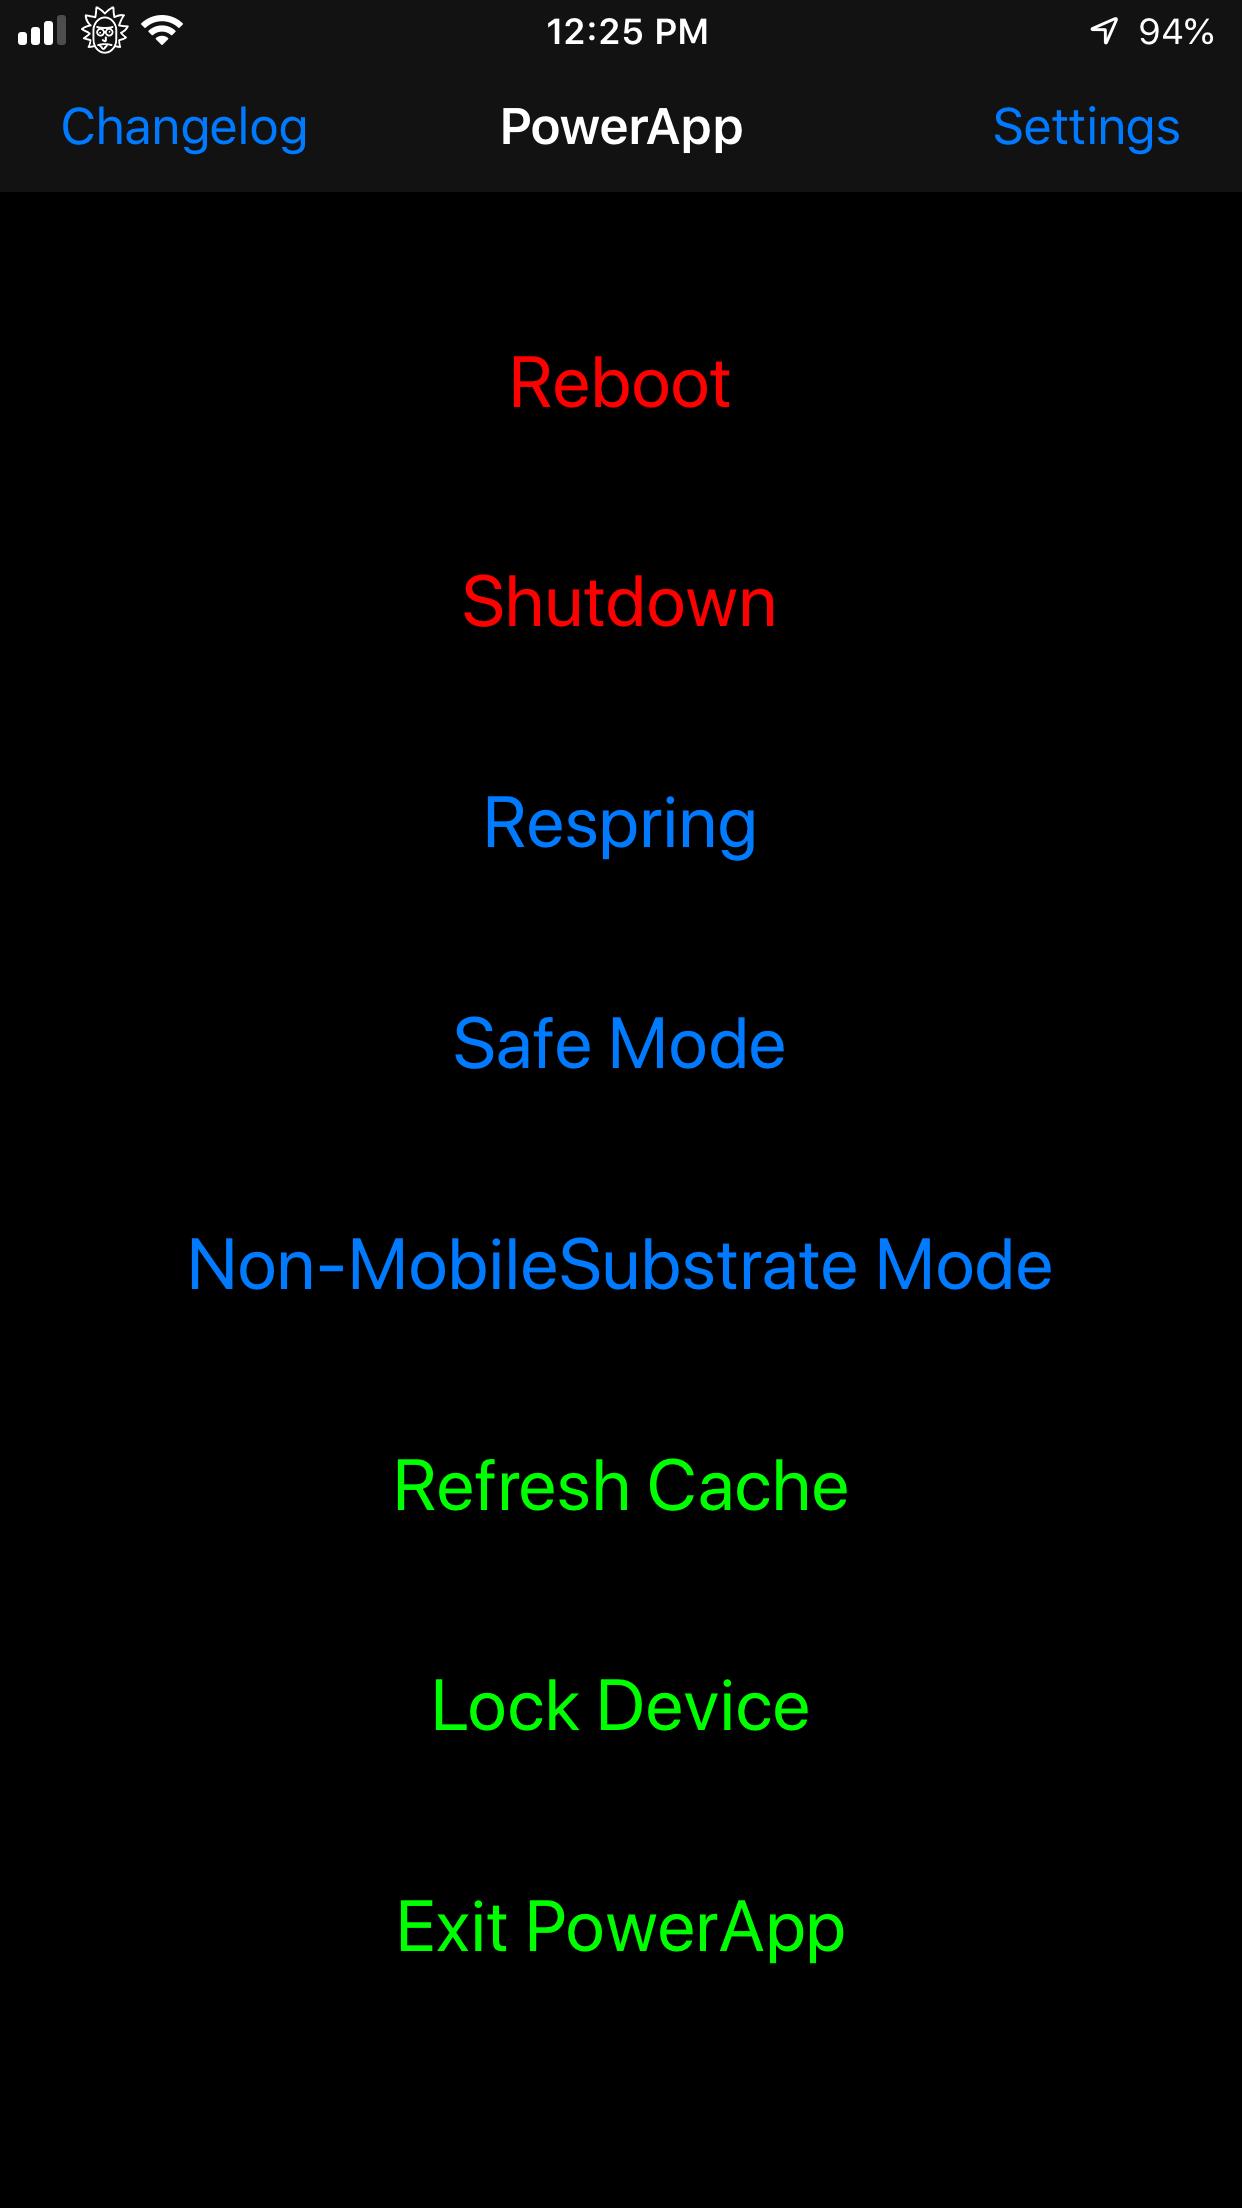 12:25 PM 94%
Changelog PowerApp Settings
Reboot
Shutdown
Respring
Safe Mode
Non-MobileSubstrate Mode
Refresh Cache
Lock Device
Exit PowerApp